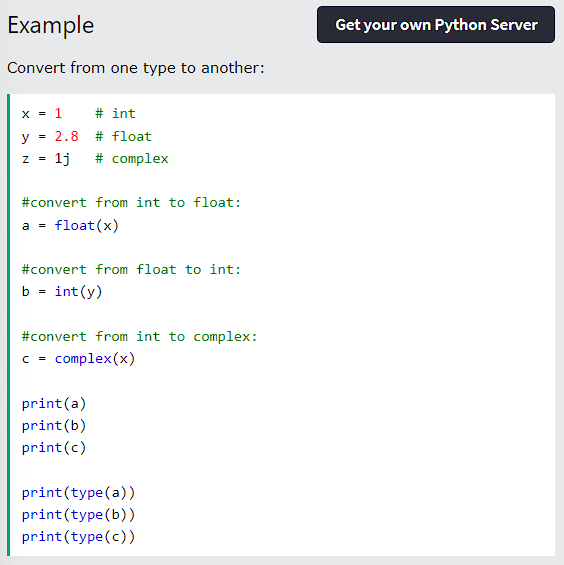 Example
Get your own Python Server
Convert from one type to another:
x = 1    # int
y = 2.8  # float
z = 1j   # complex
#convert from int to float:
a = float(x)
#convert from float to int:
b = int(y)
#convert from int to complex:
c = complex(x)
print(a)
print(b)
print(c)
print(type(a))
print(type(b))
print(type(c))